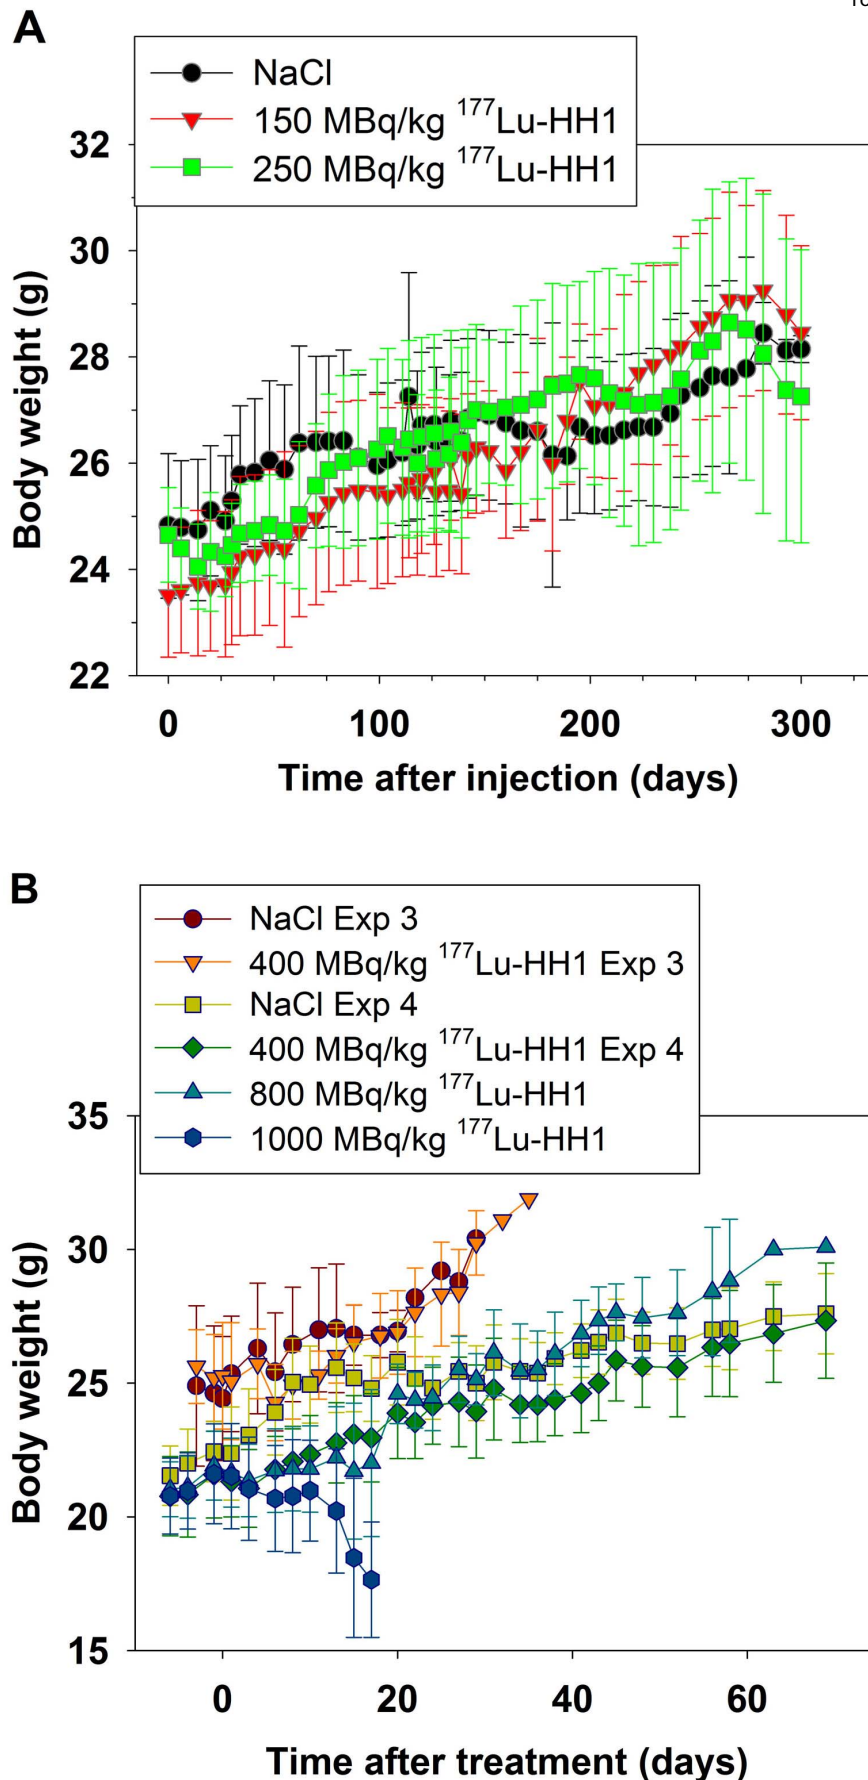 A
NaCl
150 MBq/kg ¹⁷⁷Lu-HH1
250 MBq/kg ¹⁷⁷Lu-HH1
32
30
28
26
24
22
Body weight (g)
0 100 200 300
Time after injection (days)
B
NaCl Exp 3
400 MBq/kg ¹⁷⁷Lu-HH1 Exp 3
NaCl Exp 4
400 MBq/kg ¹⁷⁷Lu-HH1 Exp 4
800 MBq/kg ¹⁷⁷Lu-HH1
1000 MBq/kg ¹⁷⁷Lu-HH1
35
30
25
20
15
Body weight (g)
0 20 40 60
Time after treatment (days)